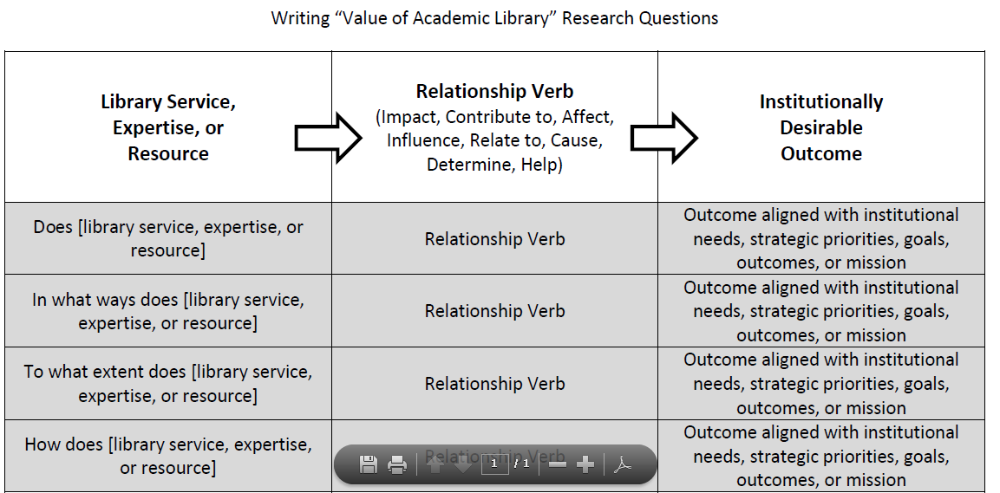 Writing “Value of Academic Library” Research Questions
Library Service,
Expertise, or
Resource
Relationship Verb
(Impact, Contribute to, Affect,
Influence, Relate to, Cause,
Determine, Help)
Institutionally
Desirable
Outcome
Does [library service, expertise, or
resource]
Relationship Verb
Outcome aligned with institutional
needs, strategic priorities, goals,
outcomes, or mission
In what ways does [library service,
expertise, or resource]
Relationship Verb
Outcome aligned with institutional
needs, strategic priorities, goals,
outcomes, or mission
To what extent does [library service,
expertise, or resource]
Relationship Verb
Outcome aligned with institutional
needs, strategic priorities, goals,
outcomes, or mission
How does [library service, expertise,
or resource]
Relationship Verb
1 / 1
Outcome aligned with institutional
needs, strategic priorities, goals,
outcomes, or mission